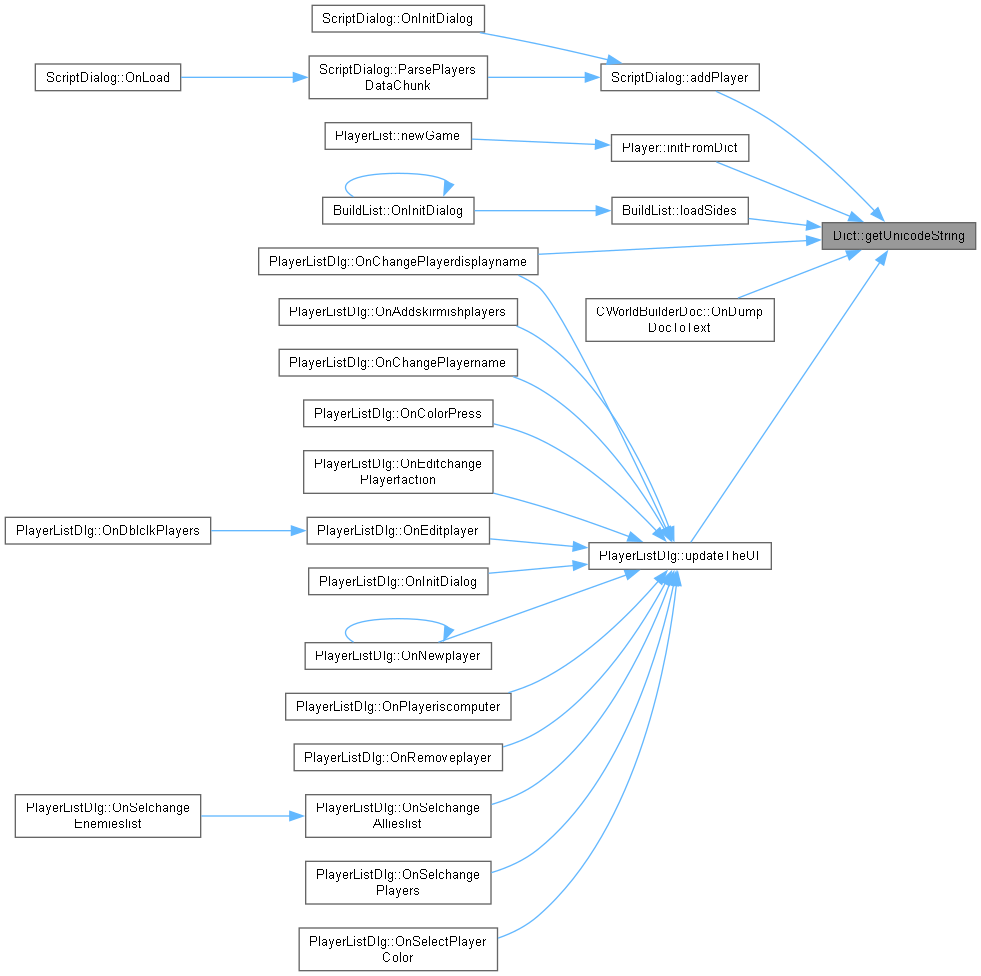 ScriptDialog::OnInitDialog
ScriptDialog::OnLoad
ScriptDialog::ParsePlayers
DataChunk
ScriptDialog::addPlayer
PlayerList::newGame
Player::initFromDict
BuildList::OnInitDialog
BuildList::loadSides
Dict::getUnicodeString
PlayerListDlg::OnChangePlayerdisplayname
PlayerListDlg::OnAddskirmishplayers
CWorldBuilderDoc::OnDump
DocToText
PlayerListDlg::OnChangePlayername
PlayerListDlg::OnColorPress
PlayerListDlg::OnEditchange
Playerfaction
PlayerListDlg::OnDblclkPlayers
PlayerListDlg::OnEditplayer
PlayerListDlg::updateTheUI
PlayerListDlg::OnInitDialog
PlayerListDlg::OnNewplayer
PlayerListDlg::OnPlayeriscomputer
PlayerListDlg::OnRemoveplayer
PlayerListDlg::OnSelchange
Enemieslist
PlayerListDlg::OnSelchange
Allieslist
PlayerListDlg::OnSelchange
Players
PlayerListDlg::OnSelectPlayer
Color